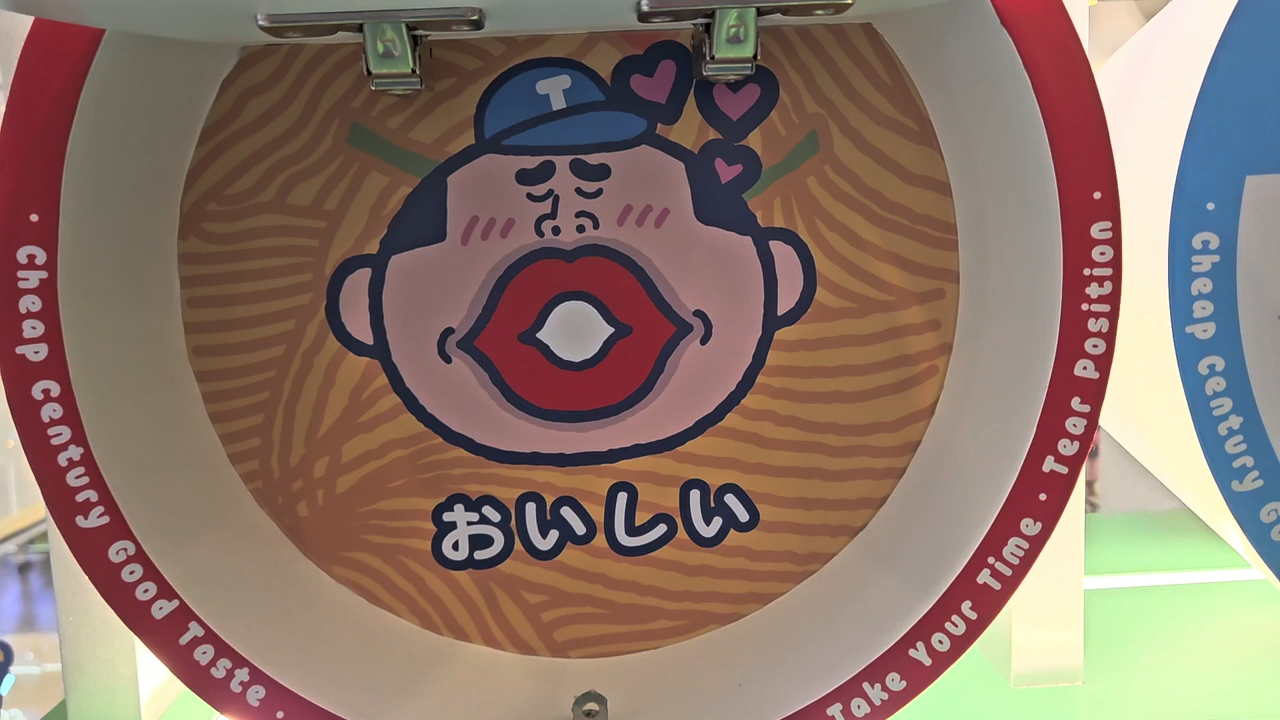 T
おいしい
· Cheap Century Good Taste ·
Take Your Time · Tear Position ·
· Cheap Century